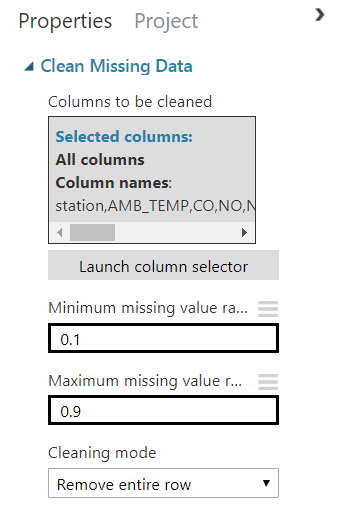 Properties Project
Clean Missing Data
Columns to be cleaned
Selected columns:
All columns
Column names:
station,AMB_TEMP,CO,NO,N
Launch column selector
Minimum missing value ra...
0.1
Maximum missing value r...
0.9
Cleaning mode
Remove entire row